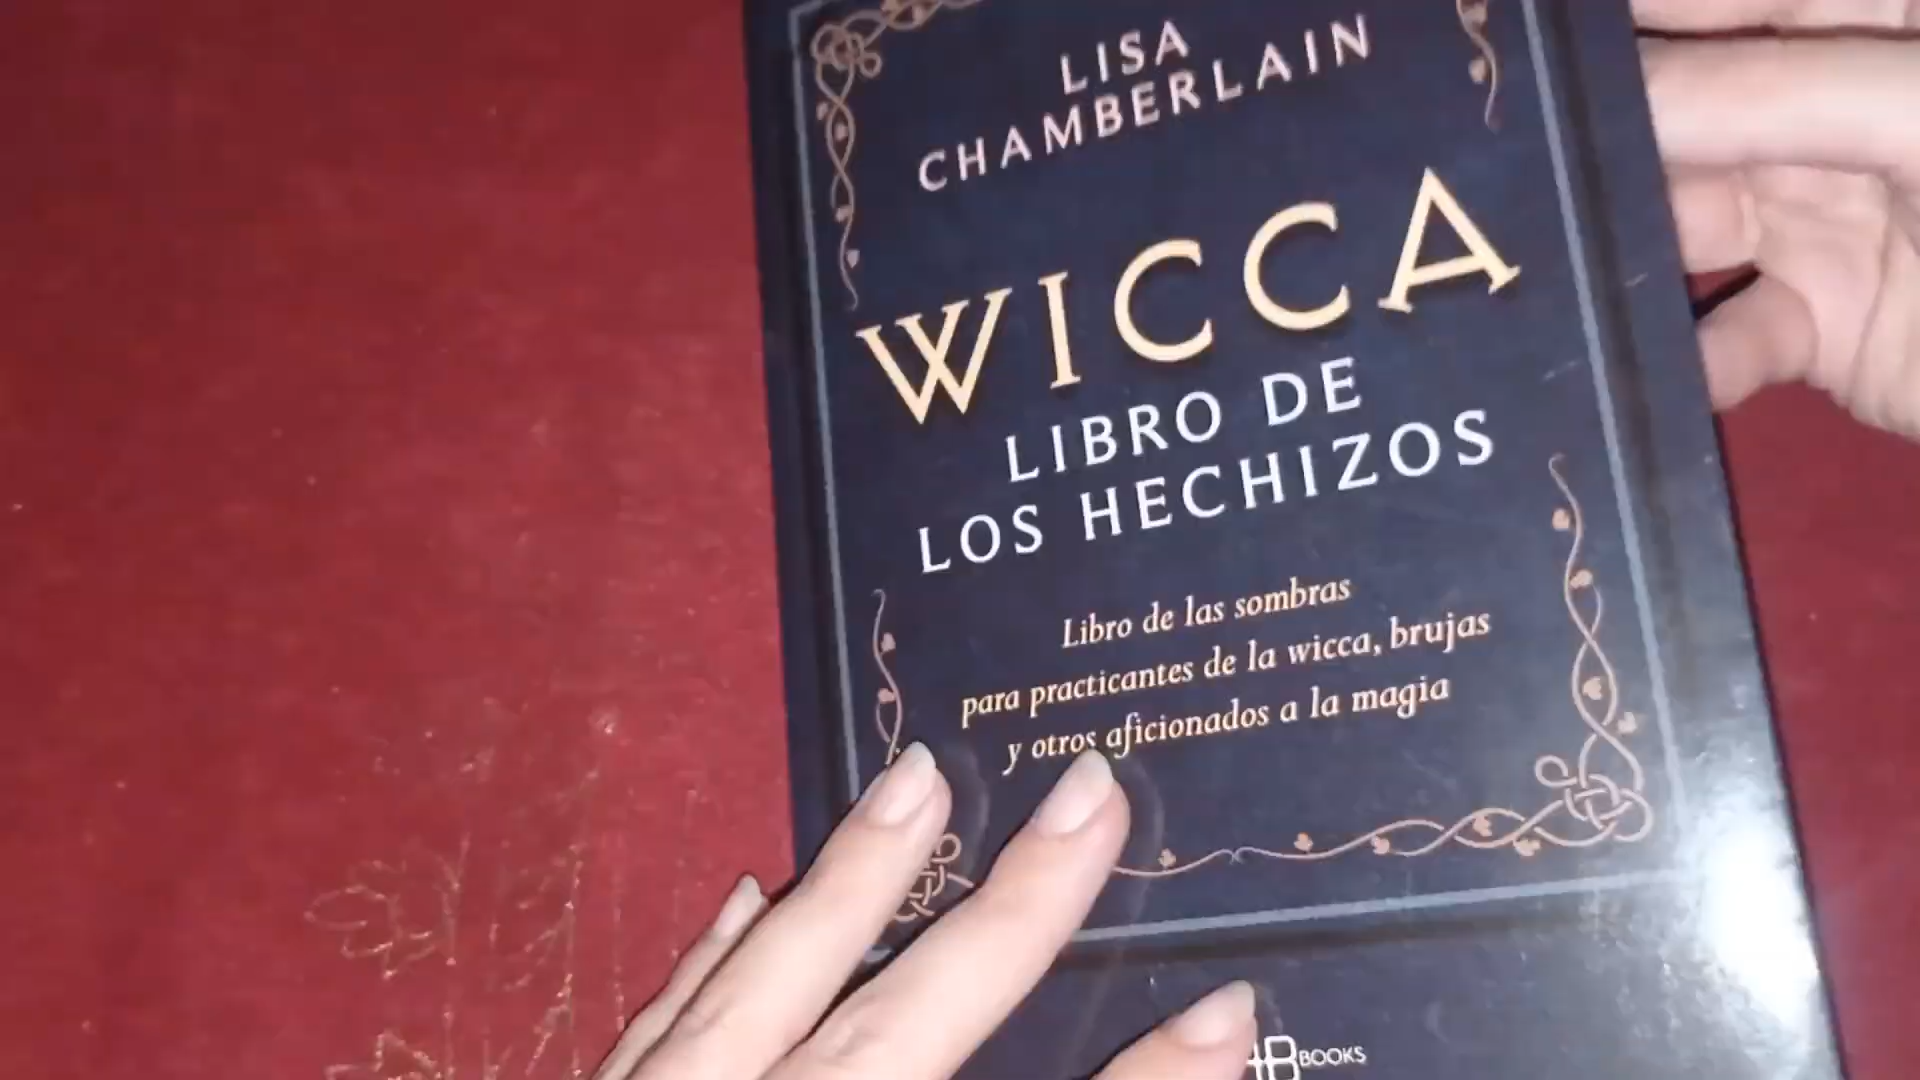 LISA
CHAMBERLAIN
WICCA
LIBRO DE
LOS HECHIZOS
Libro de las sombras
para practicantes de la wicca, brujas
y otros aficionados a la magia
BOOKS